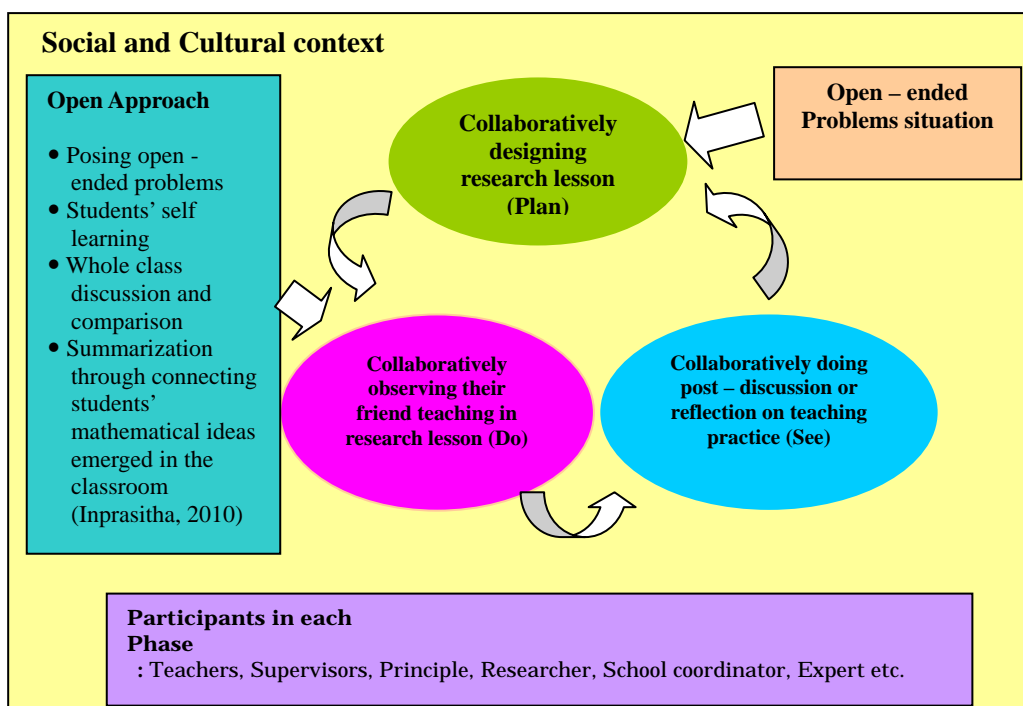 Social and Cultural context
Open Approach
• Posing open -
ended problems
• Students' self
learning
• Whole class
discussion and
comparison
• Summarization
through connecting
students'
mathematical ideas
emerged in the
classroom
(Inprasitha, 2010)
Collaboratively
designing
research lesson
(Plan)
Open – ended
Problems situation
Collaboratively
observing their
friend teaching in
research lesson (Do)
Collaboratively doing
post – discussion or
reflection on teaching
practice (See)
Participants in each
Phase
: Teachers, Supervisors, Principle, Researcher, School coordinator, Expert etc.